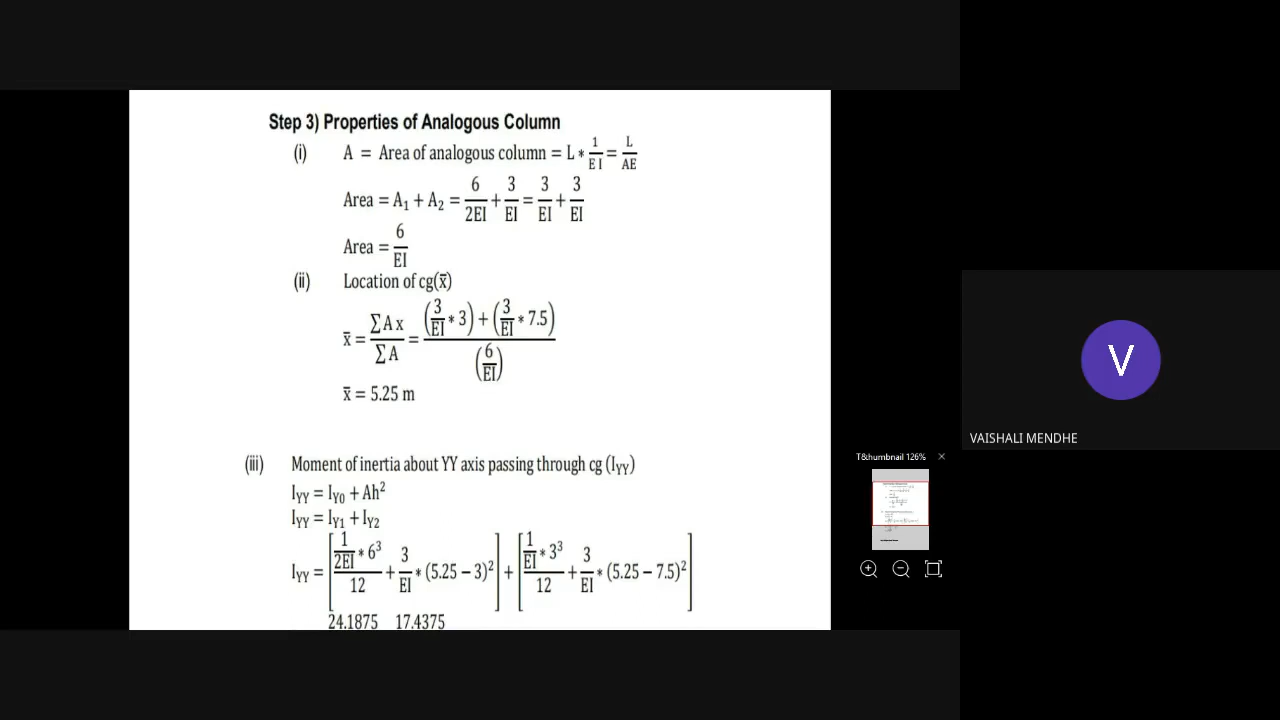 Step 3) Properties of Analogous Column
(i) A = Area of analogous column = L * 1/E I = L/AE
Area = A₁ + A₂ = 6/2EI + 3/EI = 3/EI + 3/EI
Area = 6/EI
(ii) Location of cg(x̄)
x̄ = ∑A x/∑A = ((3/EI * 3) + (3/EI * 7.5))/(6/EI)
x̄ = 5.25 m
(iii) Moment of inertia about YY axis passing through cg (I_YY)
I_YY = I_Y0 + Ah²
I_YY = I_Y1 + I_Y2
I_YY = [(1/2EI * 6³)/12 + 3/EI * (5.25 − 3)²] + [(1/EI * 3³)/12 + 3/EI * (5.25 − 7.5)²]
24.1875 17.4375
V
VAISHALI MENDHE
T8:humbnail 126%